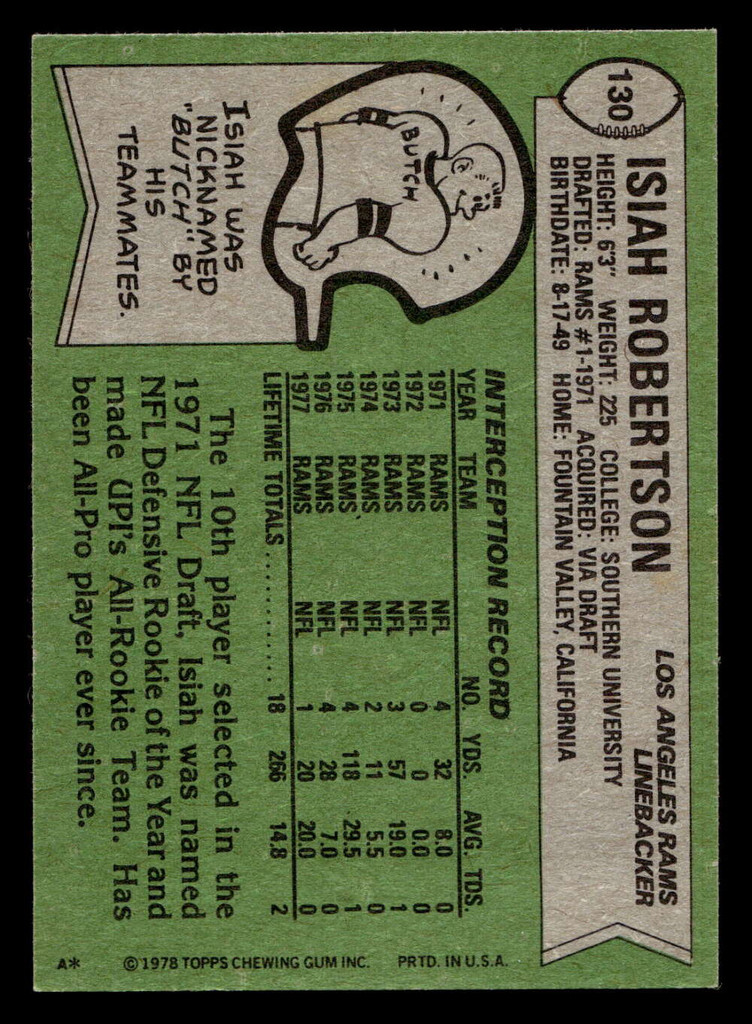 130
ISIAH ROBERTSON
LOS ANGELES RAMS
LINEBACKER
HEIGHT: 6'3" WEIGHT: 225 COLLEGE: SOUTHERN UNIVERSITY
DRAFTED: RAMS #1-1971 ACQUIRED: VIA DRAFT
BIRTHDATE: 8-17-49 HOME: FOUNTAIN VALLEY, CALIFORNIA
BUTCH
ISIAH WAS
NICKNAMED
"BUTCH" BY
HIS
TEAMMATES.
INTERCEPTION RECORD
YEAR TEAM NO. YDS. AVG. TDS.
1971 RAMS NFL 4 32 8.0 0
1972 RAMS NFL 0 0 0.0 0
1973 RAMS NFL 3 57 19.0 1
1974 RAMS NFL 2 11 5.5 0
1975 RAMS NFL 4 118 29.5 1
1976 RAMS NFL 4 28 7.0 0
1977 RAMS NFL 1 20 20.0 0
LIFETIME TOTALS............ 18 266 14.8 2
The 10th player selected in the
1971 NFL Draft, Isiah was named
NFL Defensive Rookie of the Year and
made UPI's All-Rookie Team. Has
been All-Pro player ever since.
A* © 1978 TOPPS CHEWING GUM INC. PRTD. IN U.S.A.